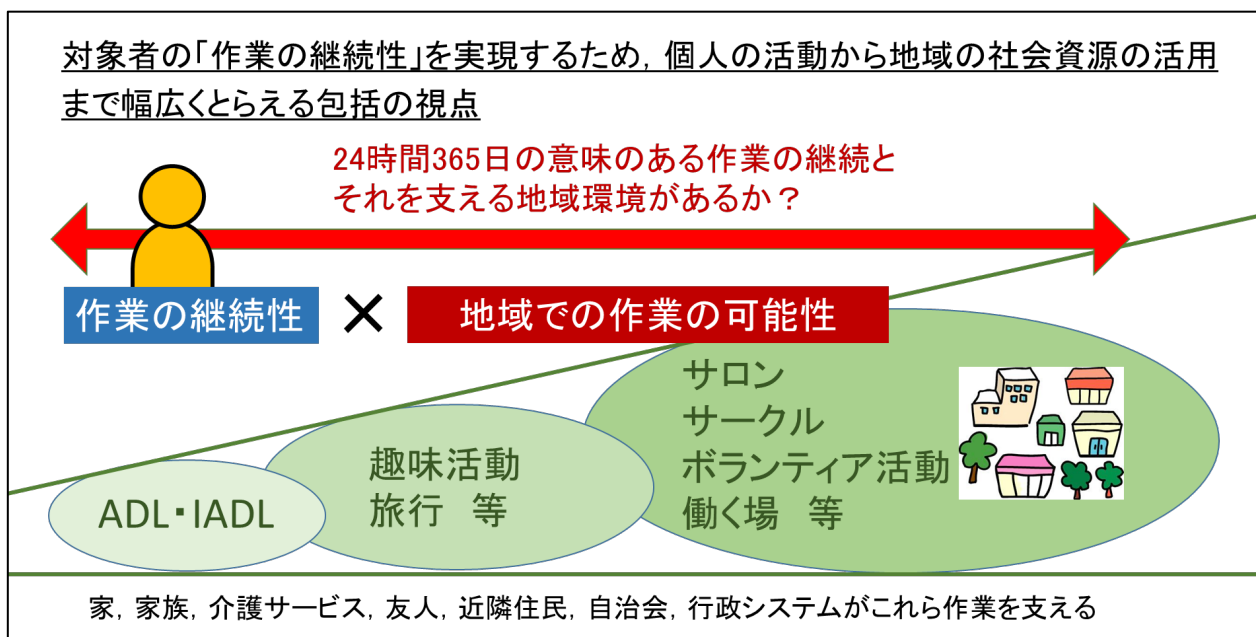 対象者の「作業の継続性」を実現するため，個人の活動から地域の社会資源の活用
まで幅広くとらえる包括の視点
24時間365日の意味のある作業の継続と
それを支える地域環境があるか？
作業の継続性 × 地域での作業の可能性
ADL・IADL
趣味活動
旅行　等
サロン
サークル
ボランティア活動
働く場　等
家，家族，介護サービス，友人，近隣住民，自治会，行政システムがこれら作業を支える